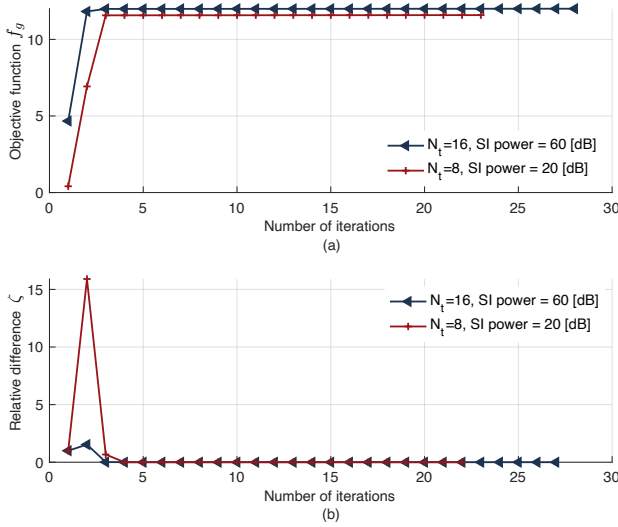 10
5
0
Objective function f_g
N_t=16, SI power = 60 [dB]
N_t=8, SI power = 20 [dB]
0 5 10 15 20 25 30
Number of iterations
(a)
15
10
5
0
Relative difference ζ
N_t=16, SI power = 60 [dB]
N_t=8, SI power = 20 [dB]
0 5 10 15 20 25 30
Number of iterations
(b)